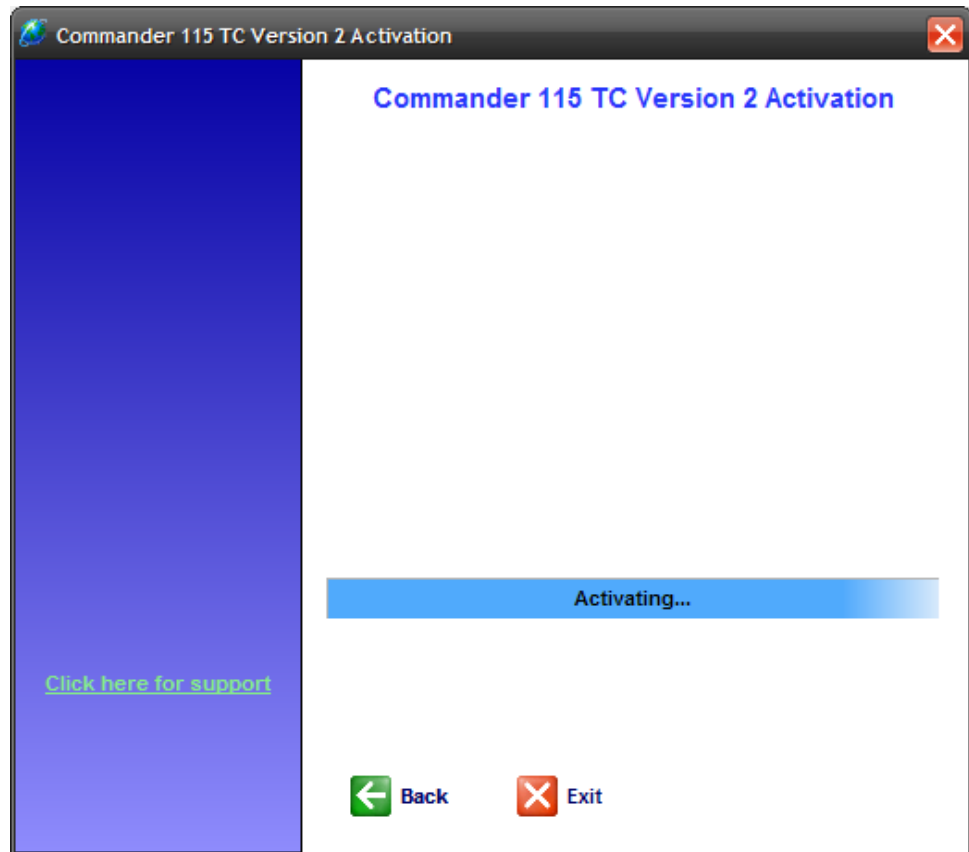 Commander 115 TC Version 2 Activation
Commander 115 TC Version 2 Activation
Activating...
Click here for support
Back
Exit